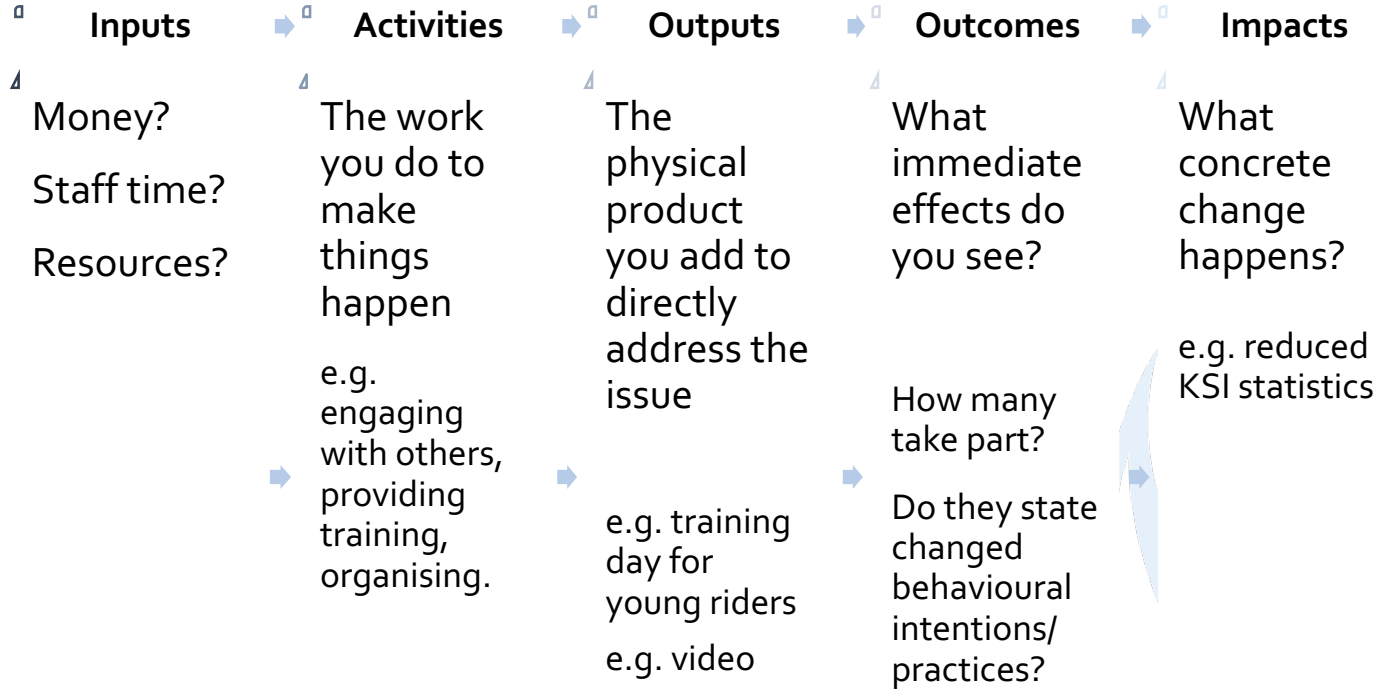 Inputs
Activities
Outputs
Outcomes
Impacts
Money?
Staff time?
Resources?
The work
you do to
make
things
happen
e.g.
engaging
with others,
providing
training,
organising.
The
physical
product
you add to
directly
address the
issue
e.g. training
day for
young riders
e.g. video
What
immediate
effects do
you see?
How many
take part?
Do they state
changed
behavioural
intentions/
practices?
What
concrete
change
happens?
e.g. reduced
KSI statistics